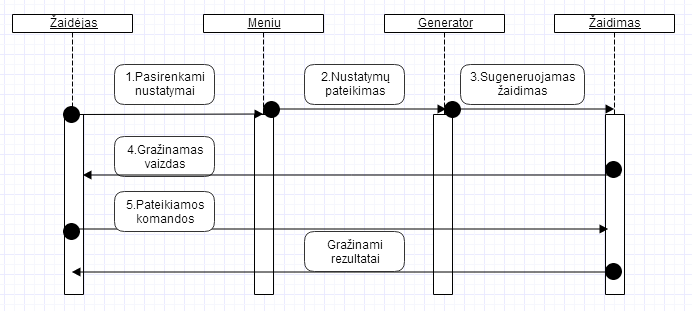 Žaidėjas
Meniu
Generator
Žaidimas
1.Pasirenkami
nustatymai
2.Nustatymų
pateikimas
3.Sugeneruojamas
žaidimas
4.Gražinamas
vaizdas
5.Pateikiamos
komandos
Gražinami
rezultatai